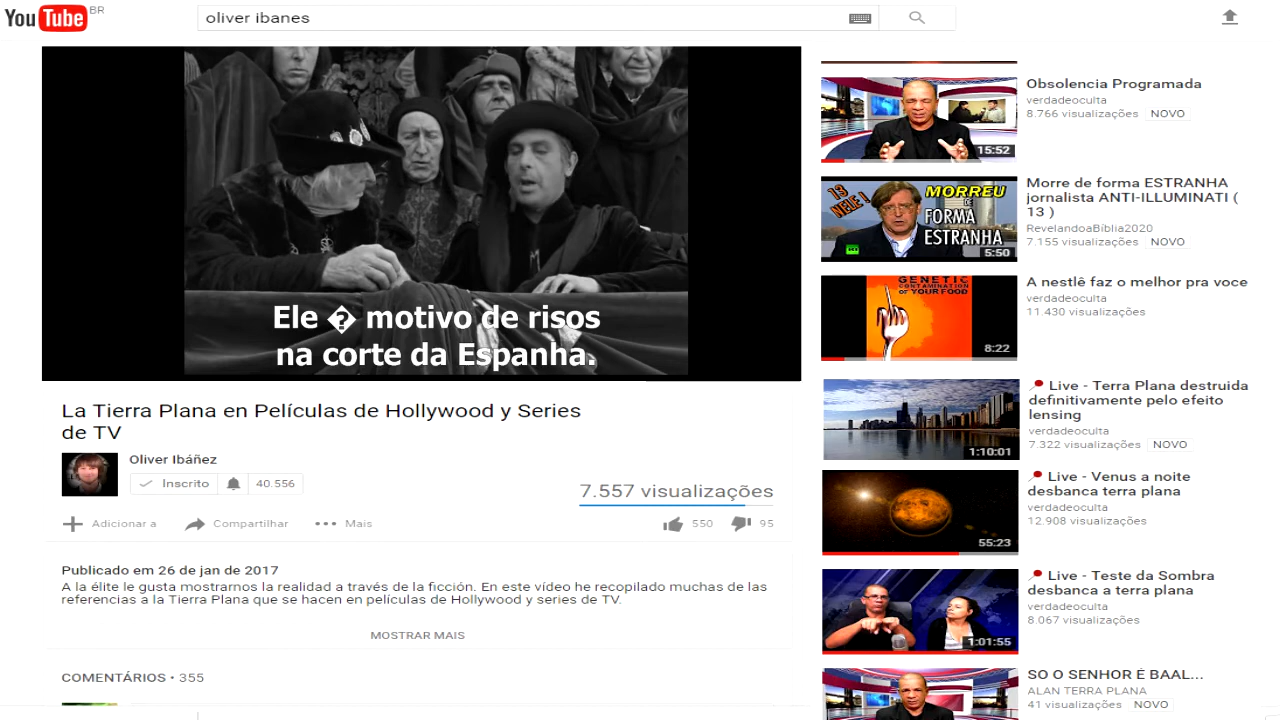 YouTube BR
oliver ibanes
Ele � motivo de risos
na corte da Espanha.
La Tierra Plana en Películas de Hollywood y Series
de TV
Oliver Ibáñez
Inscrito 40.556
7.557 visualizações
Adicionar a Compartilhar Mais 550 95
Publicado em 26 de jan de 2017
A la élite le gusta mostrarnos la realidad a través de la ficción. En este vídeo he recopilado muchas de las
referencias a la Tierra Plana que se hacen en películas de Hollywood y series de TV.
MOSTRAR MAIS
COMENTÁRIOS • 355
15:52
Obsolencia Programada
verdadeoculta
8.766 visualizações NOVO
13
NELE !
MORREU
DE
FORMA
ESTRANHA
5:50
Morre de forma ESTRANHA
jornalista ANTI-ILLUMINATI (
13 )
RevelandoaBíblia2020
7.155 visualizações NOVO
GENETIC
CONTAMINATION
OF YOUR FOOD
8:22
A nestlê faz o melhor pra voce
verdadeoculta
11.430 visualizações
1:10:01
Live - Terra Plana destruida
definitivamente pelo efeito
lensing
verdadeoculta
7.322 visualizações NOVO
55:23
Live - Venus a noite
desbanca terra plana
verdadeoculta
12.908 visualizações
1:01:55
Live - Teste da Sombra
desbanca a terra plana
verdadeoculta
8.067 visualizações
SO O SENHOR É BAAL...
ALAN TERRA PLANA
41 visualizações NOVO